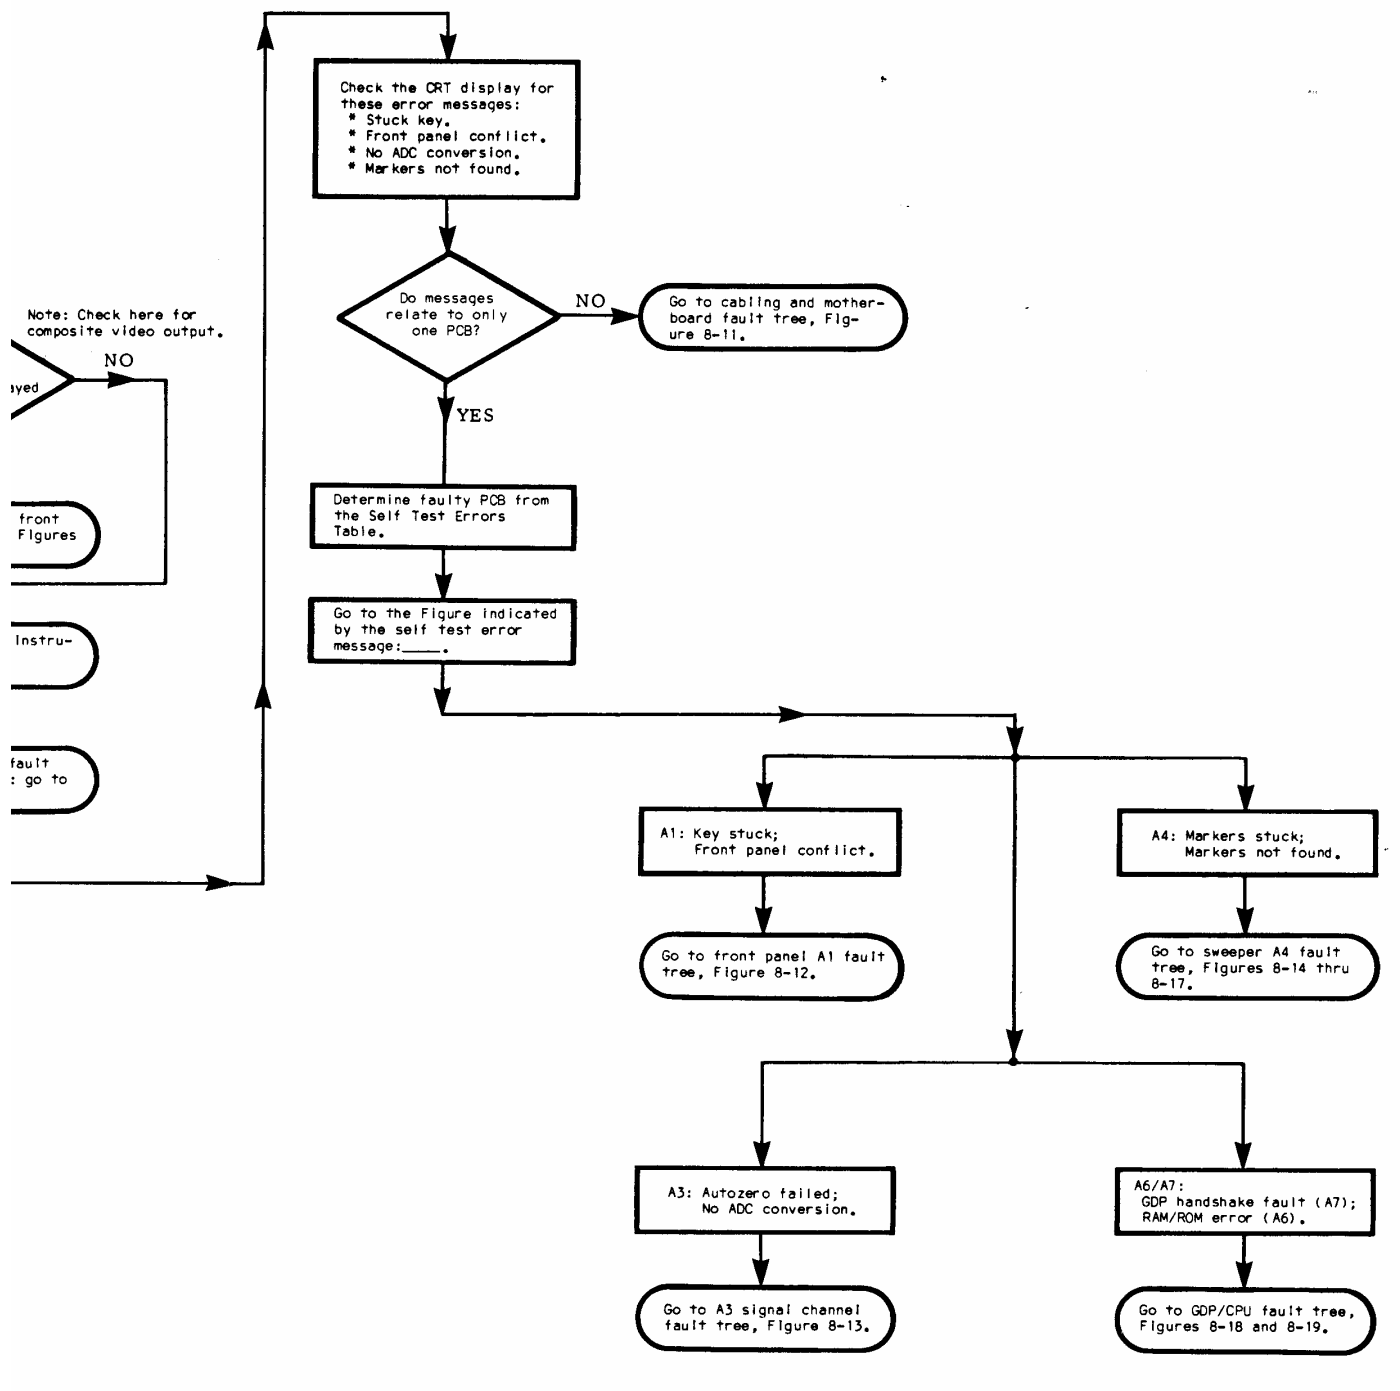 Check the CRT display for
these error messages:
* Stuck key.
* Front panel conflict.
* No ADC conversion.
* Markers not found.
Do messages
relate to only
one PCB?
NO
Go to cabling and mother-
board fault tree, Fig-
ure 8-11.
Note: Check here for
composite video output.
NO
ayed
YES
front
Figures
Determine faulty PCB from
the Self Test Errors
Table.
Go to the Figure indicated
by the self test error
message:____.
instru-
fault
: go to
A1: Key stuck;
Front panel conflict.
A4: Markers stuck;
Markers not found.
Go to front panel A1 fault
tree, Figure 8-12.
Go to sweeper A4 fault
tree, Figures 8-14 thru
8-17.
A3: Autozero failed;
No ADC conversion.
A6/A7:
GDP handshake fault (A7);
RAM/ROM error (A6).
Go to A3 signal channel
fault tree, Figure 8-13.
Go to GDP/CPU fault tree,
Figures 8-18 and 8-19.